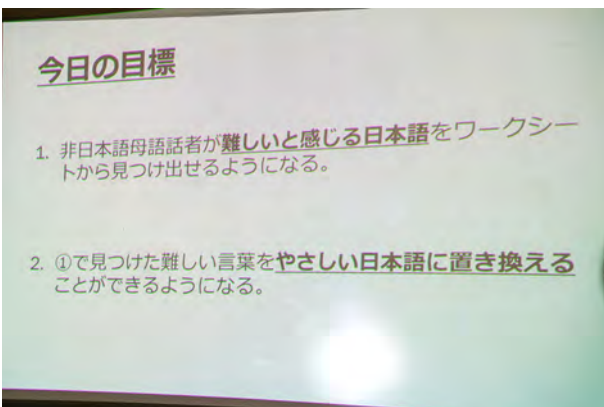 今日の目標
1. 非日本語母語話者が難しいと感じる日本語をワークシー
トから見つけ出せるようになる。
2. ①で見つけた難しい言葉をやさしい日本語に置き換える
ことができるようになる。